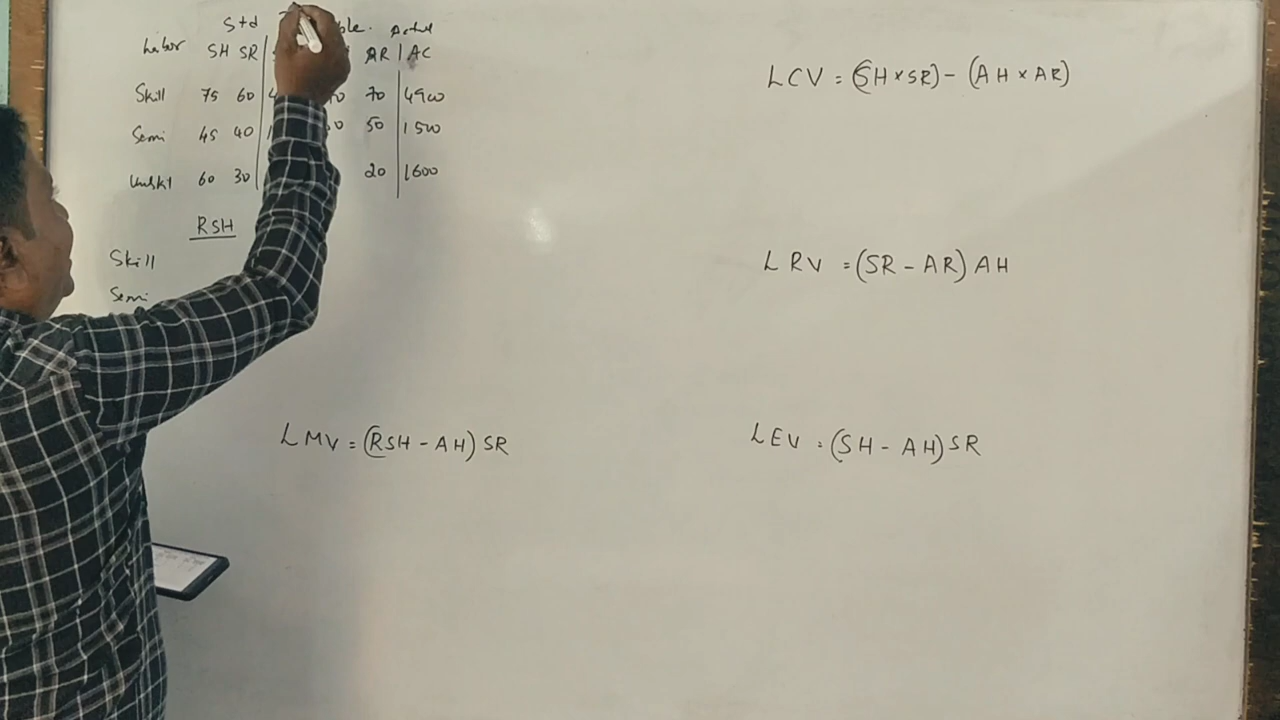 Std
Labor SH SR AR AC
Skill 75 60 70 4900
Semi 45 40 50 1500
Unskl 60 30 20 1600
RSH
Skill
Semi
LCV = (SH × SR) - (AH × AR)
LRV = (SR - AR) AH
LMV = (RSH - AH) SR
LEV = (SH - AH) SR